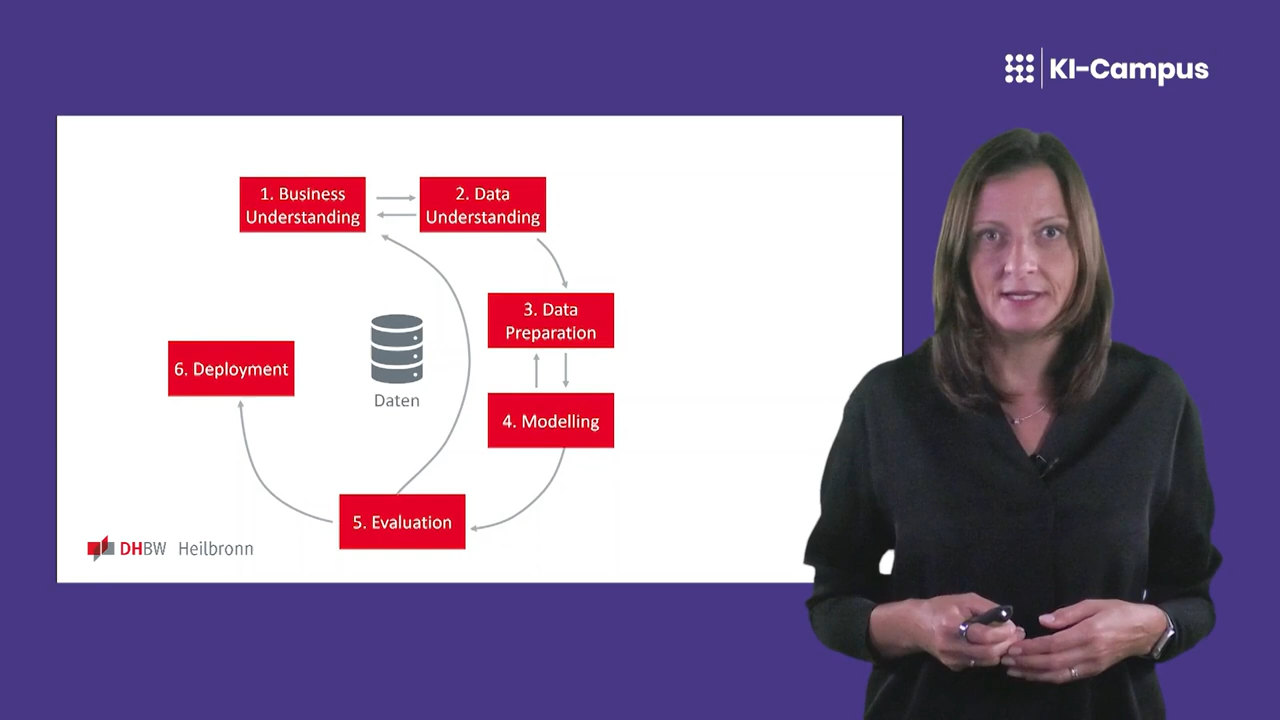 KI-Campus
1. Business
Understanding
2. Data
Understanding
3. Data
Preparation
4. Modelling
5. Evaluation
6. Deployment
Daten
DHBW Heilbronn